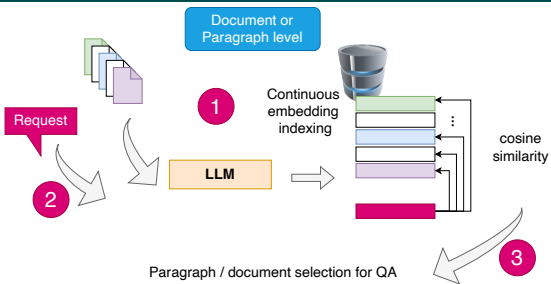 Document or
Paragraph level
1
Continuous
embedding
indexing
Request
⋮
cosine
similarity
LLM
2
3
Paragraph / document selection for QA